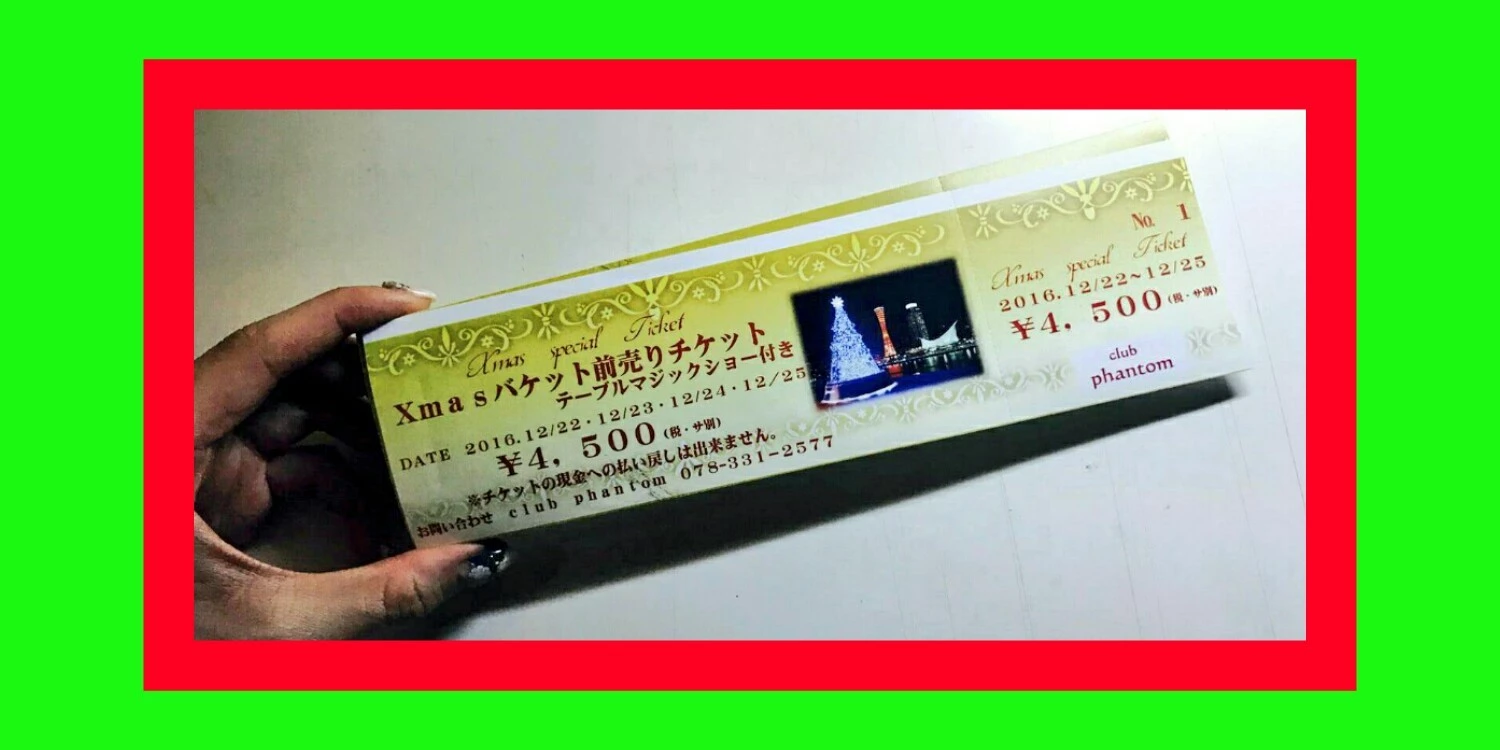 Xmas special Ticket
Xmasバケット前売りチケット
テーブルマジックショー付き
DATE 2016.12/22・12/23・12/24・12/25
¥4,500(税・サ別)
※チケットの現金への払い戻しは出来ません。
お問い合わせ club phantom 078-331-2577
No. 1
Xmas special Ticket
2016.12/22~12/25
¥4,500(税・サ別)
club
phantom